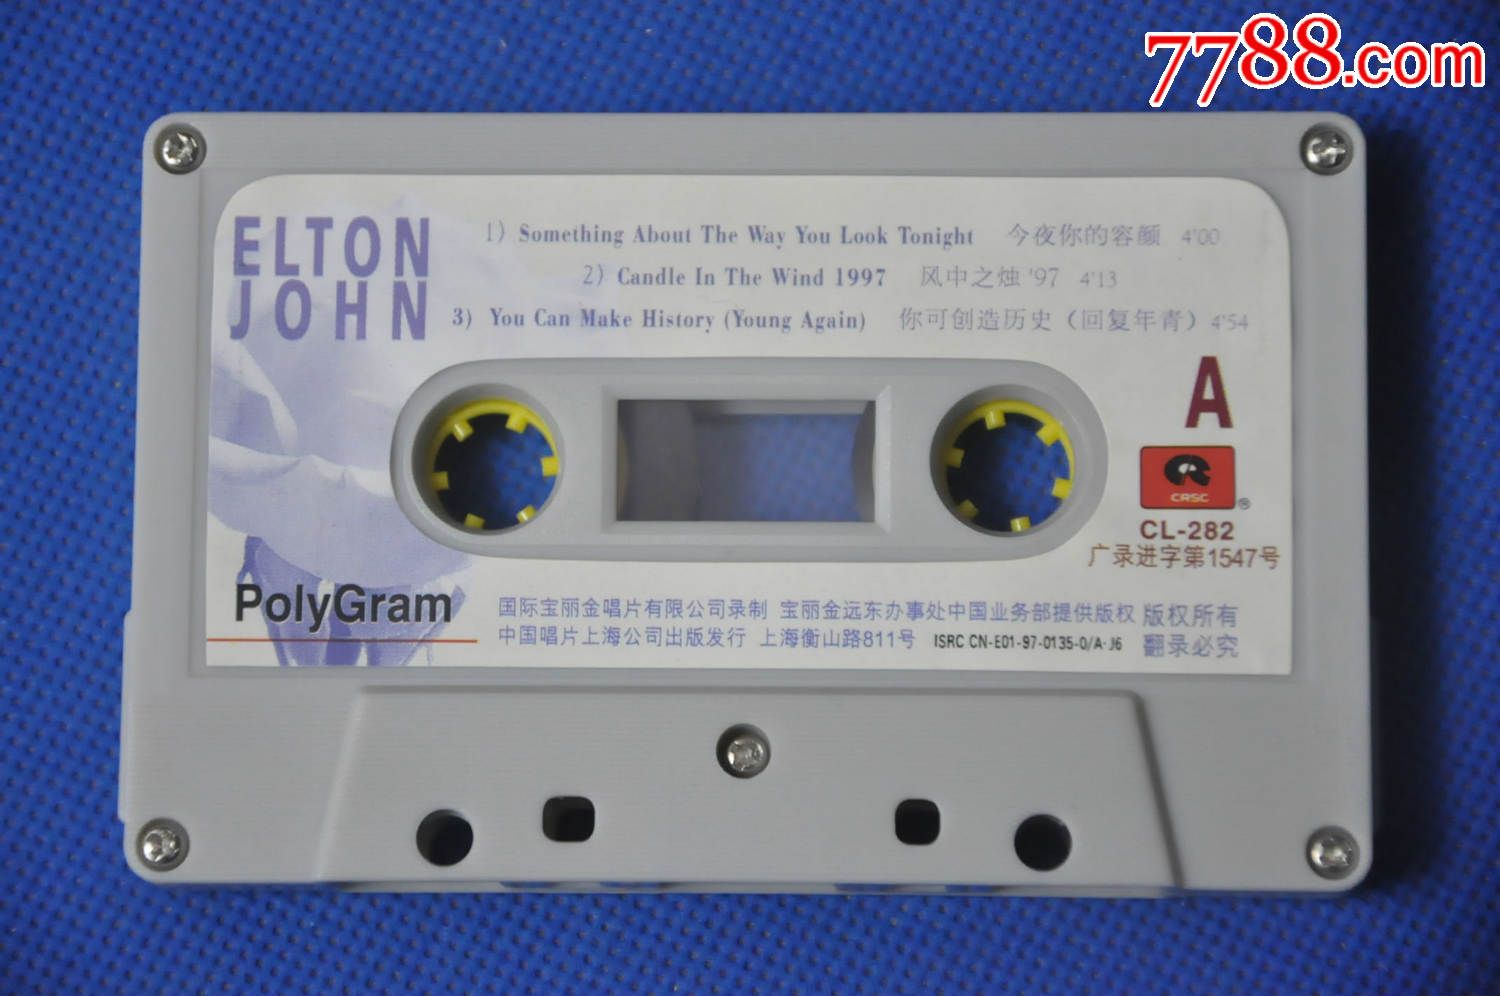 7788.com
ELTON
JOHN
1) Something About The Way You Look Tonight 今夜你的容颜 4'00
2) Candle In The Wind 1997 风中之烛 '97 4'13
3) You Can Make History (Young Again) 你可创造历史（回复年青）4'54
A
CRSC ®
CL-282
广录进字第1547号
PolyGram
国际宝丽金唱片有限公司录制 宝丽金远东办事处中国业务部提供版权 版权所有
中国唱片上海公司出版发行 上海衡山路811号 ISRC CN-E01-97-0135-0/A·J6 翻录必究